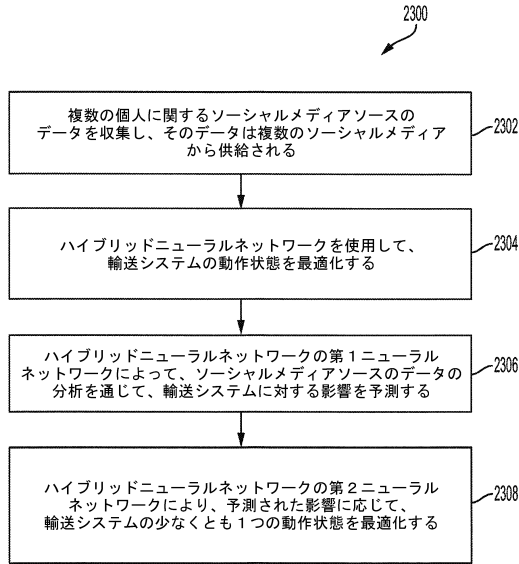 2300
複数の個人に関するソーシャルメディアソースの
データを収集し、そのデータは複数のソーシャルメディア
から供給される
2302
ハイブリッドニューラルネットワークを使用して、
輸送システムの動作状態を最適化する
2304
ハイブリッドニューラルネットワークの第1ニューラル
ネットワークによって、ソーシャルメディアソースのデータの
分析を通じて、輸送システムに対する影響を予測する
2306
ハイブリッドニューラルネットワークの第2ニューラル
ネットワークにより、予測された影響に応じて、
輸送システムの少なくとも1つの動作状態を最適化する
2308